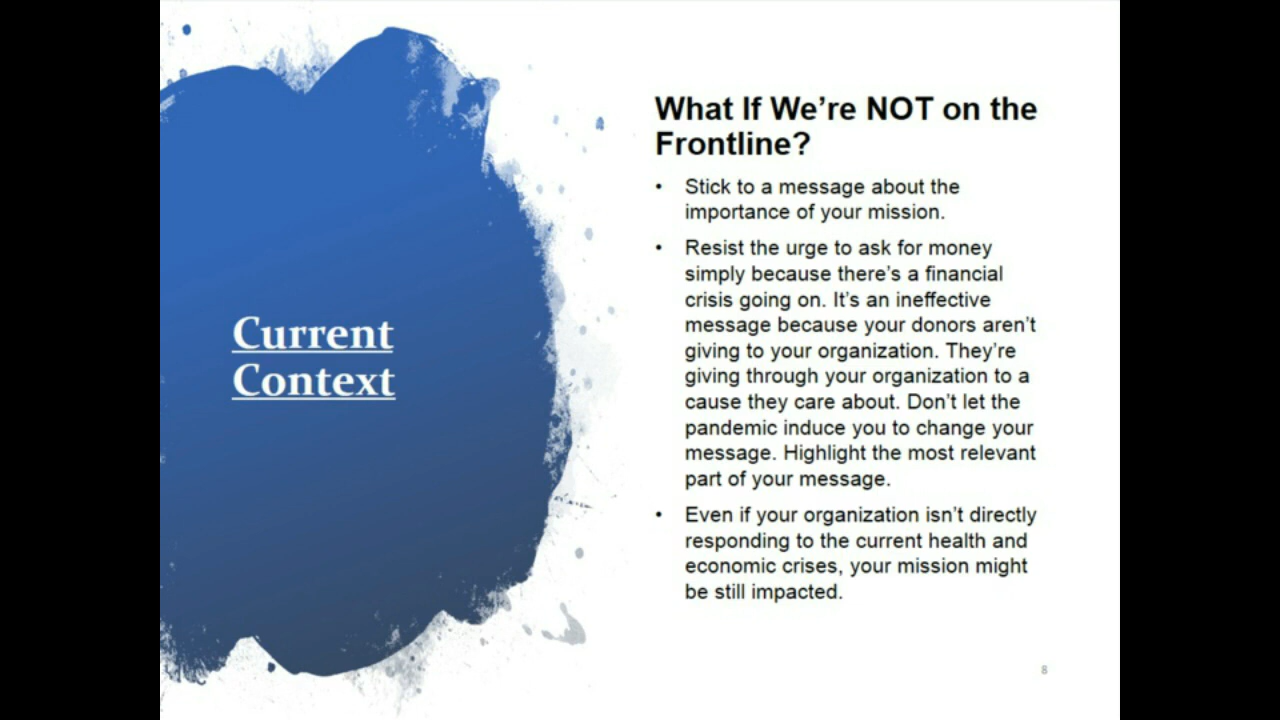 Current
Context
What If We’re NOT on the
Frontline?
• Stick to a message about the
importance of your mission.
• Resist the urge to ask for money
simply because there’s a financial
crisis going on. It’s an ineffective
message because your donors aren’t
giving to your organization. They’re
giving through your organization to a
cause they care about. Don’t let the
pandemic induce you to change your
message. Highlight the most relevant
part of your message.
• Even if your organization isn’t directly
responding to the current health and
economic crises, your mission might
be still impacted.
8